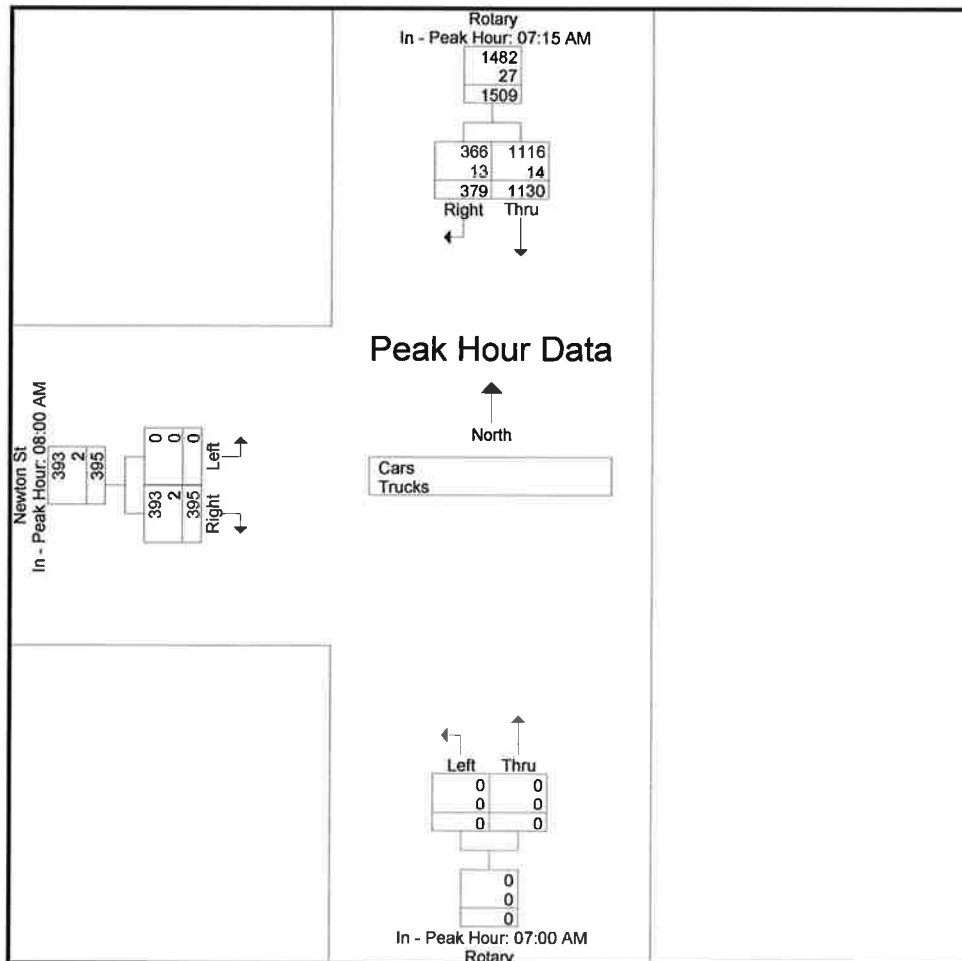 Rotary
In - Peak Hour: 07:15 AM
1482
27
1509
366 1116
13 14
379 1130
Right Thru
Peak Hour Data
North
Cars
Trucks
Newton St
In - Peak Hour: 08:00 AM
393
2
395
0
0
0
Left
393
2
395
Right
Left Thru
0 0
0 0
0 0
0
0
0
In - Peak Hour: 07:00 AM
Rotary